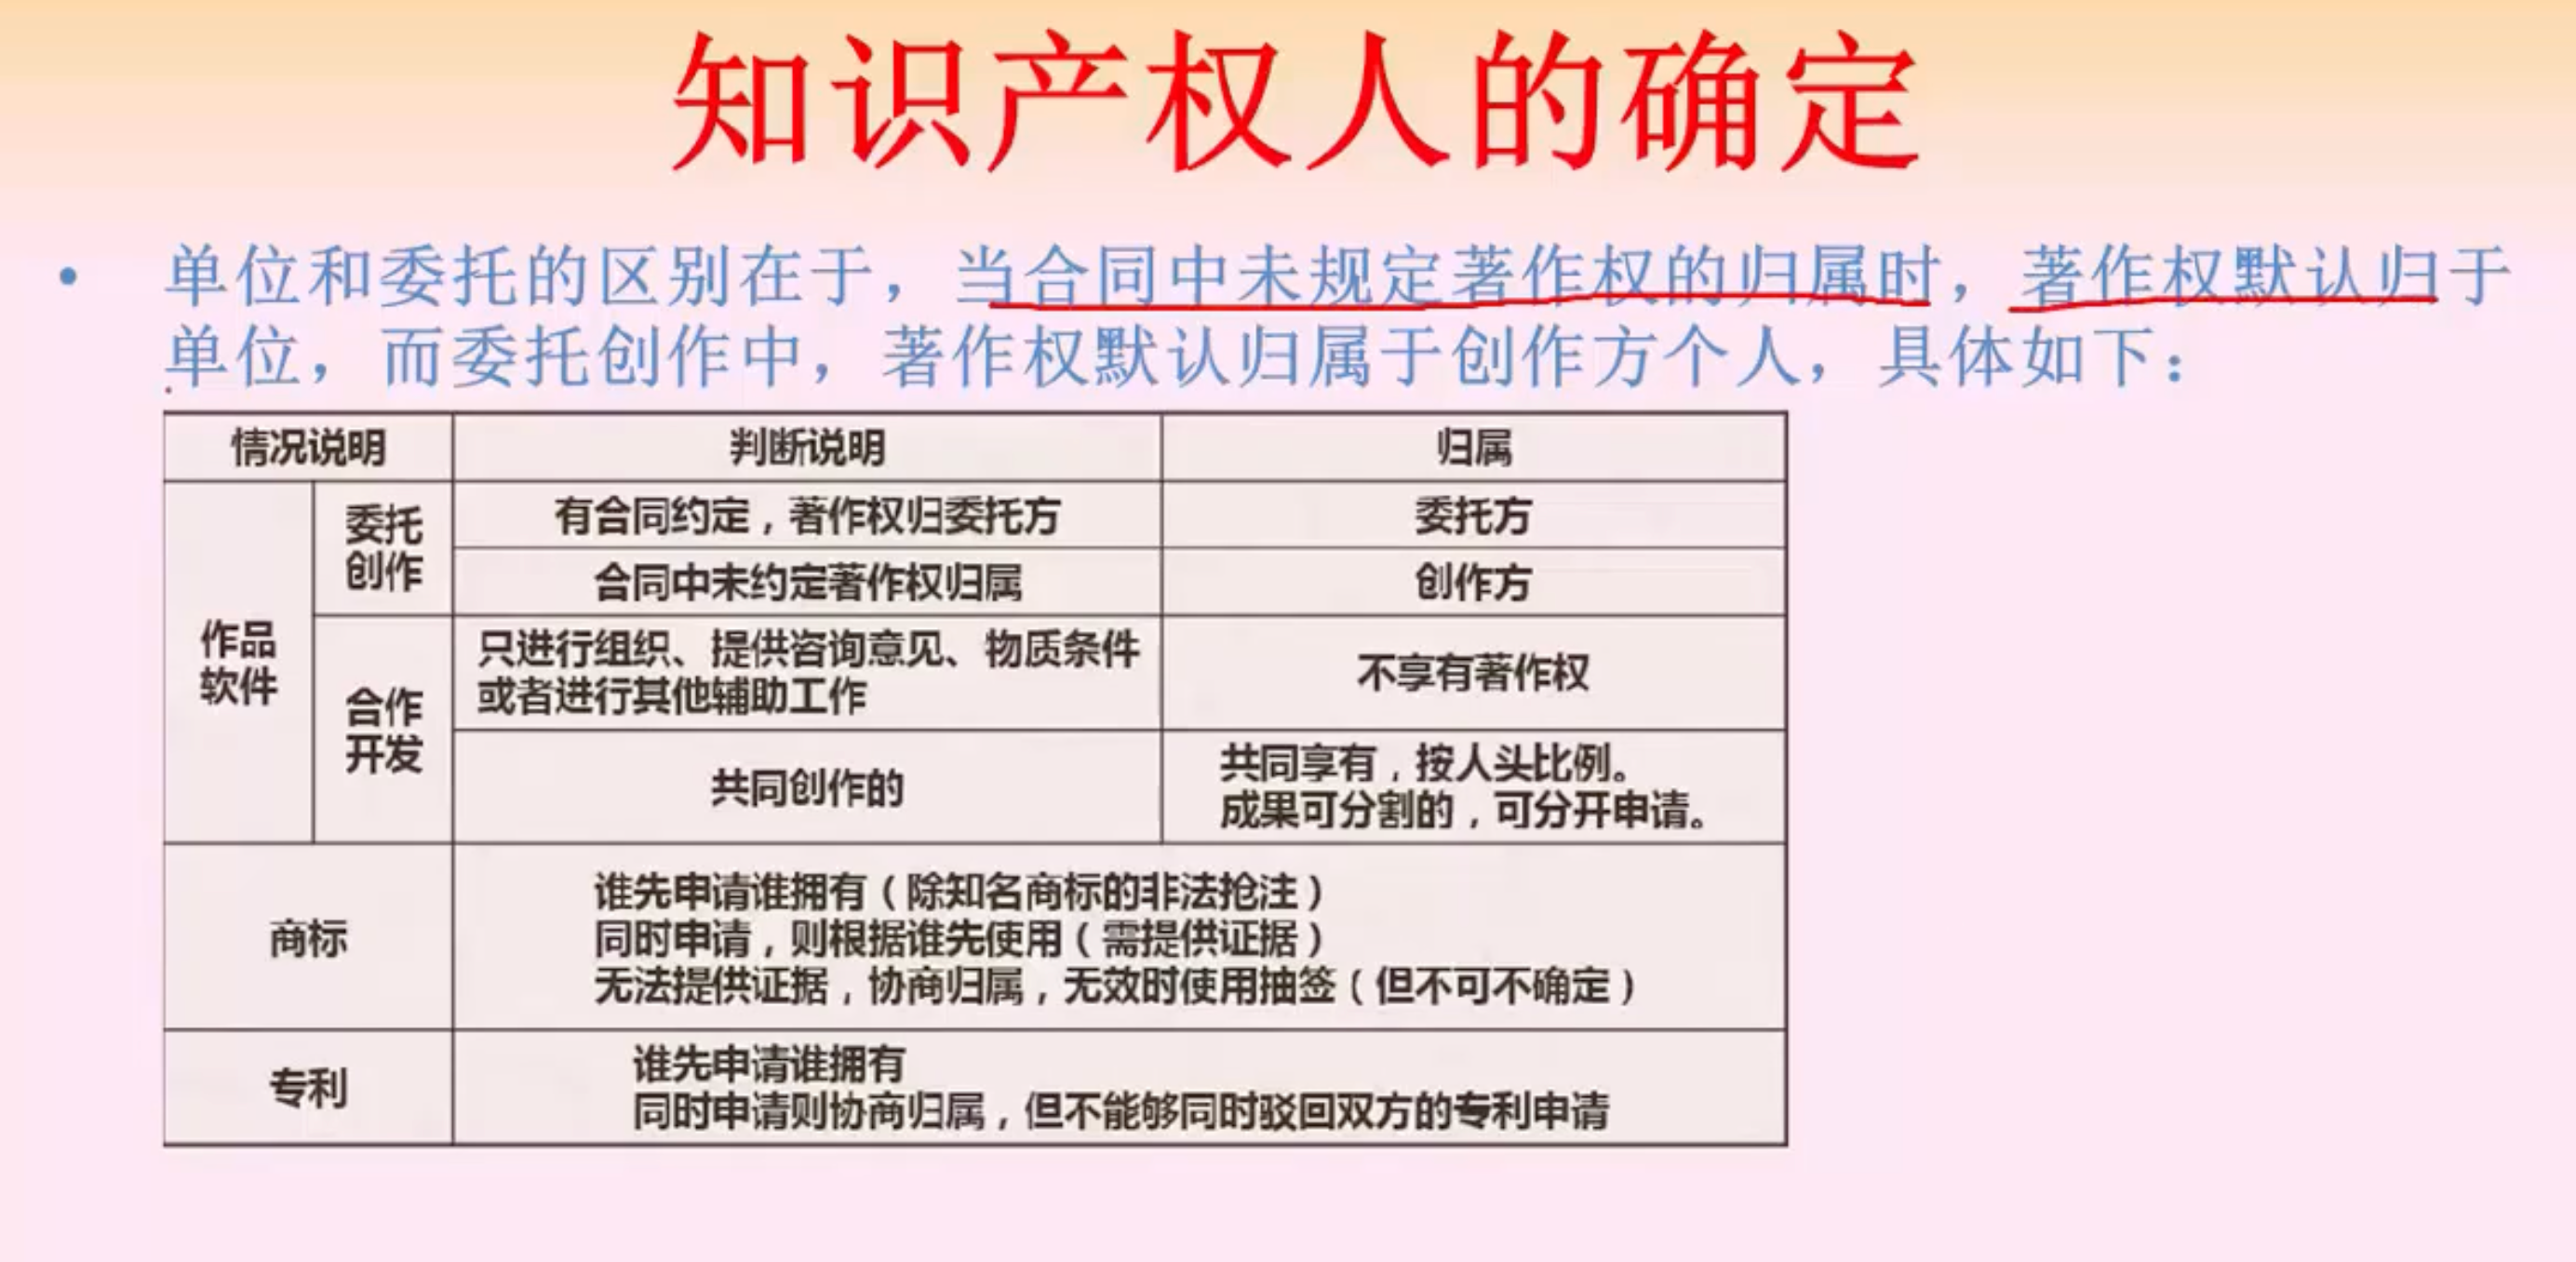 知识产权人的确定
• 单位和委托的区别在于，当合同中未规定著作权的归属时，著作权默认归于
单位，而委托创作中，著作权默认归属于创作方个人，具体如下：
情况说明
判断说明
归属
作品
软件
委托
创作
有合同约定，著作权归委托方
委托方
合同中未约定著作权归属
创作方
合作
开发
只进行组织、提供咨询意见、物质条件
或者进行其他辅助工作
不享有著作权
共同创作的
共同享有，按人头比例。
成果可分割的，可分开申请。
商标
谁先申请谁拥有（除知名商标的非法抢注）
同时申请，则根据谁先使用（需提供证据）
无法提供证据，协商归属，无效时使用抽签（但不可不确定）
专利
谁先申请谁拥有
同时申请则协商归属，但不能够同时驳回双方的专利申请